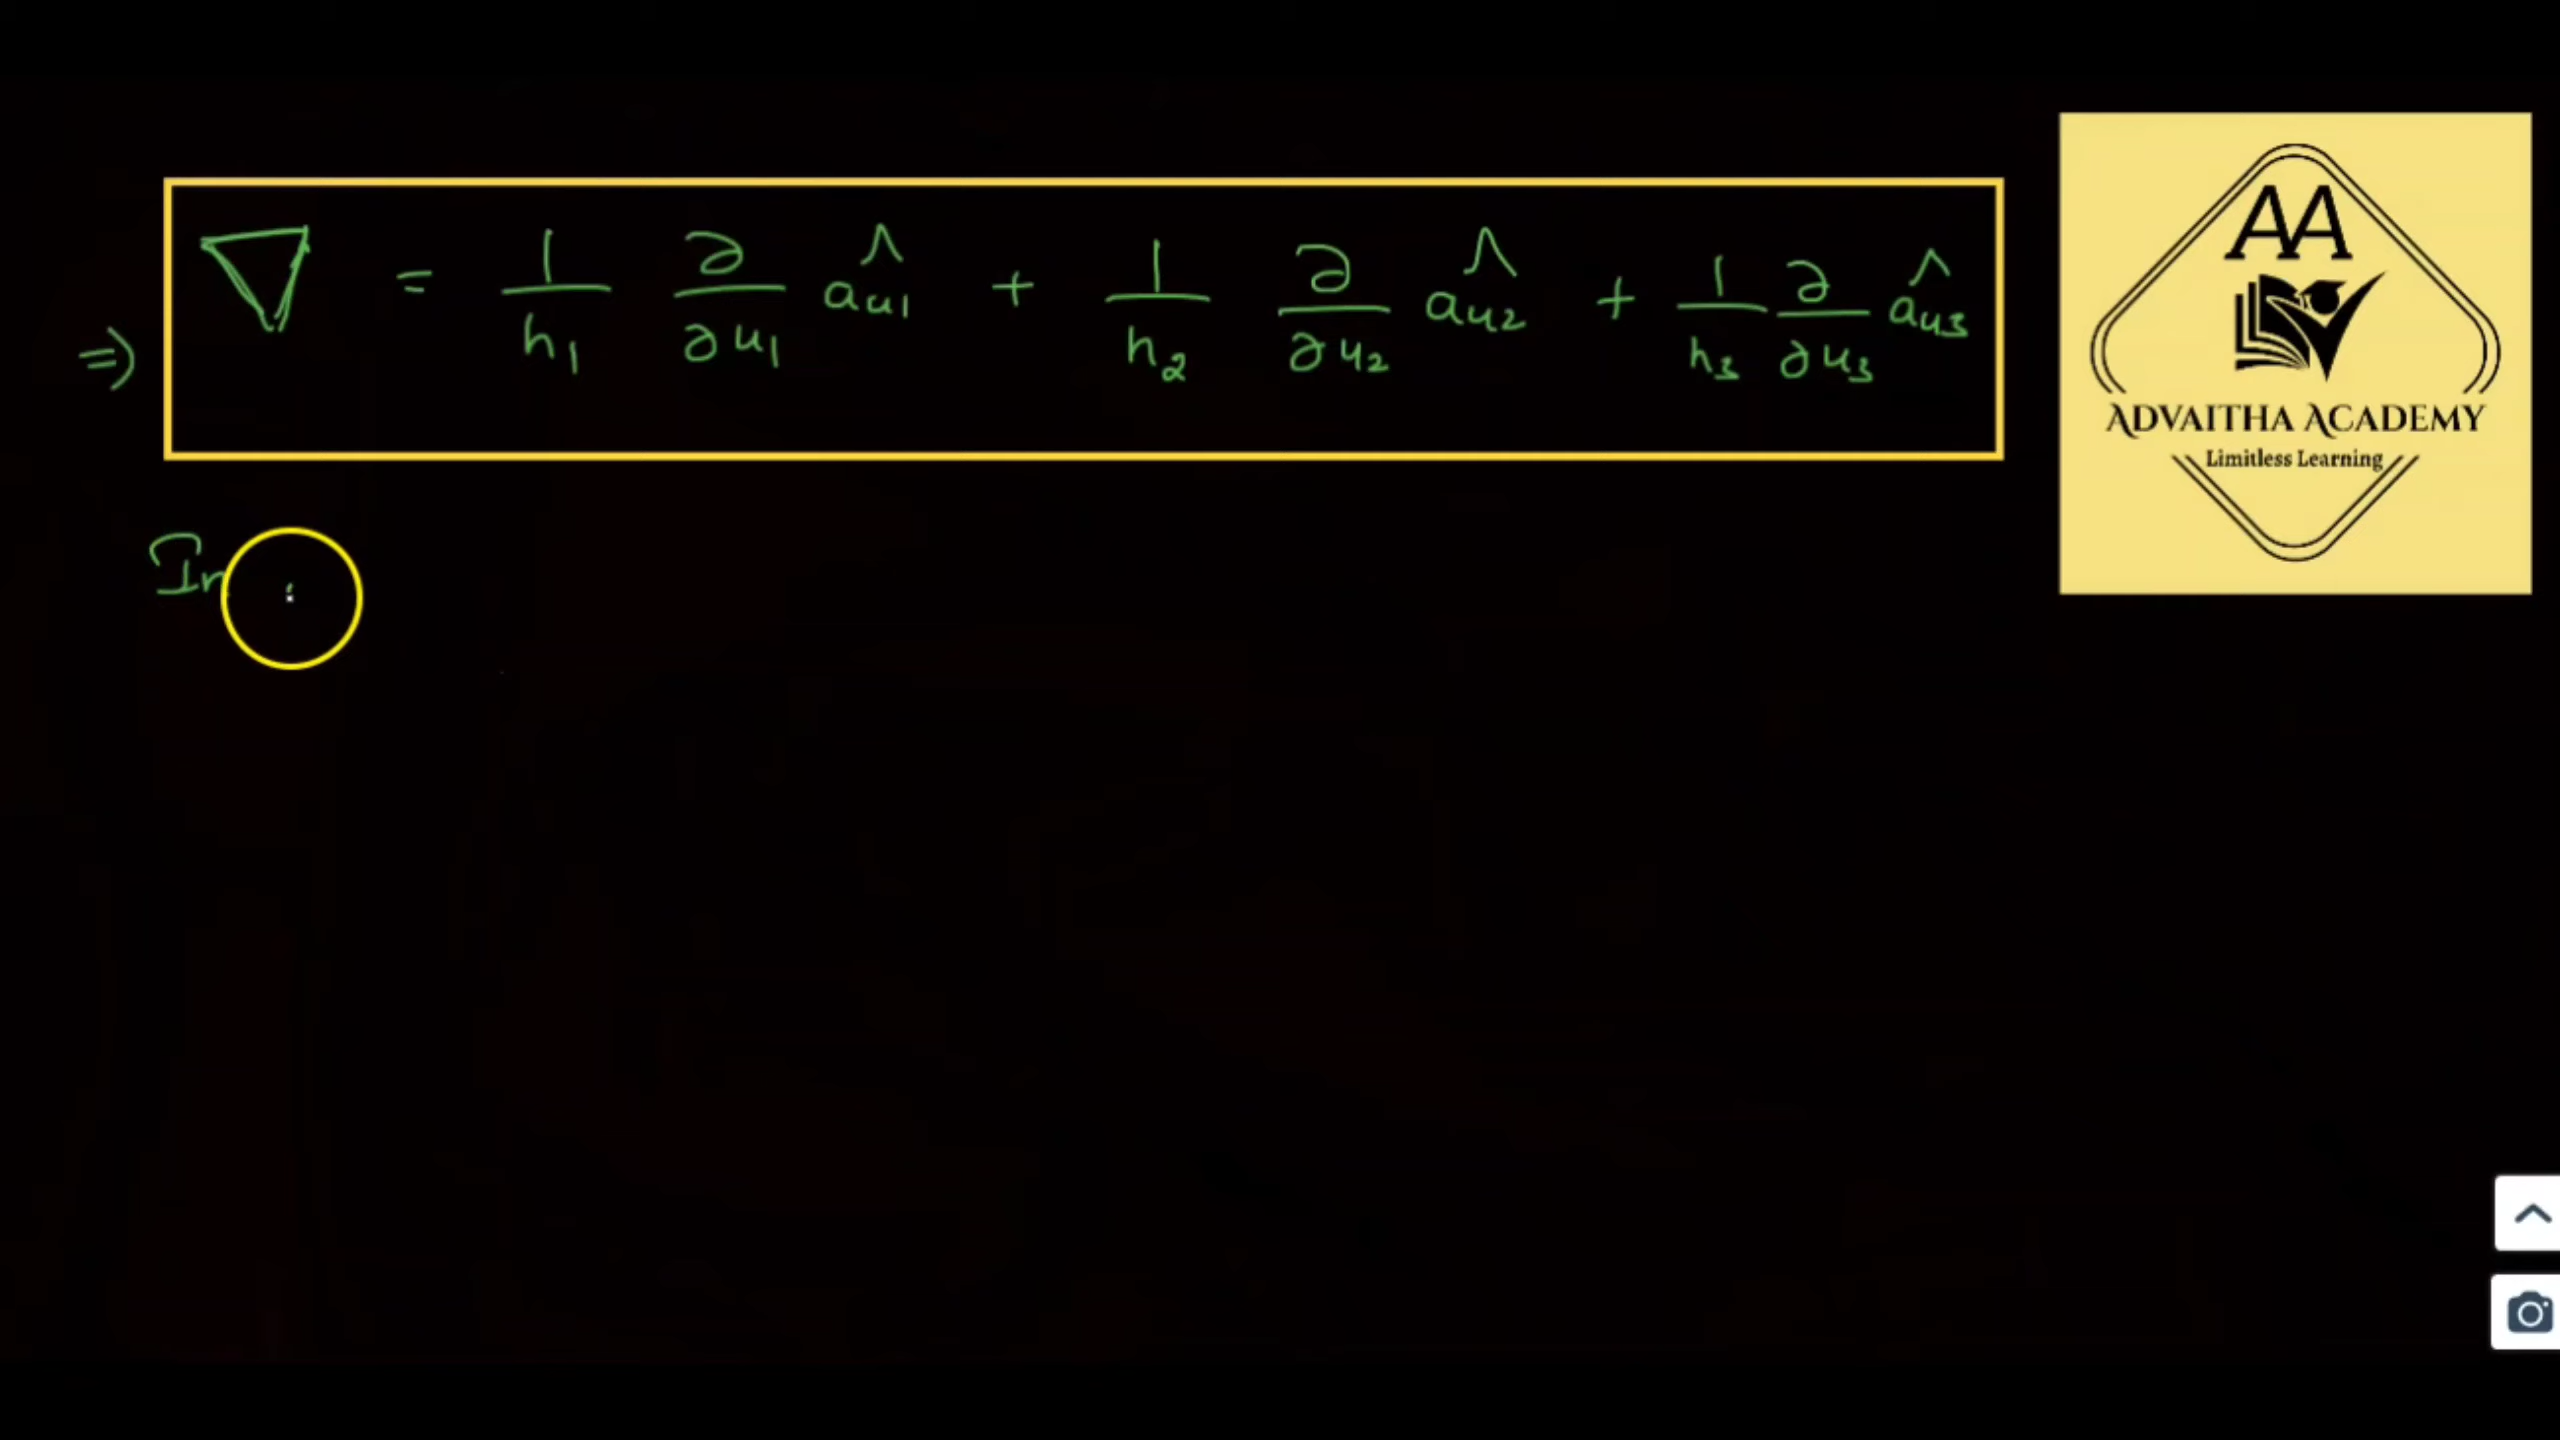 ⇒ ∇ = 1/h₁ ∂/∂u₁ âu₁ + 1/h₂ ∂/∂u₂ âu₂ + 1/h₃ ∂/∂u₃ âu₃
In
AA
ADVAITHA ACADEMY
Limitless Learning